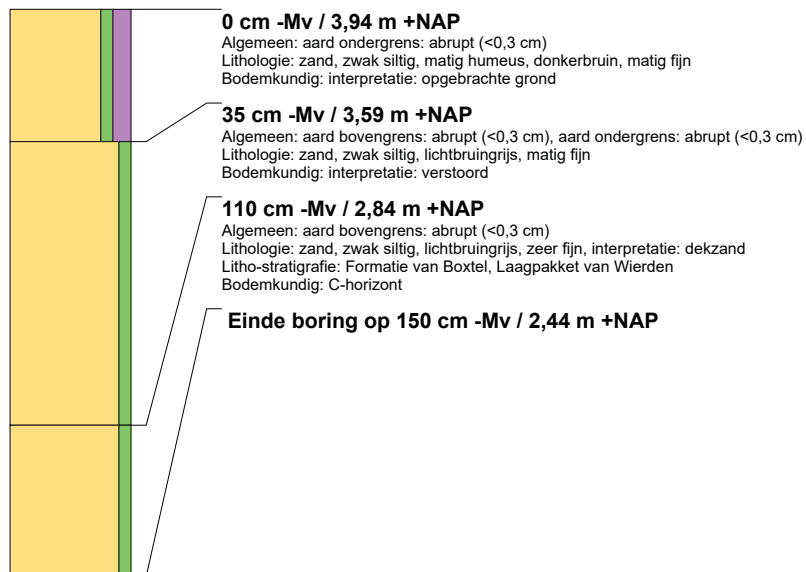 0 cm -Mv / 3,94 m +NAP
Algemeen: aard ondergrens: abrupt (<0,3 cm)
Lithologie: zand, zwak siltig, matig humeus, donkerbruin, matig fijn
Bodemkundig: interpretatie: opgebrachte grond
35 cm -Mv / 3,59 m +NAP
Algemeen: aard bovengrens: abrupt (<0,3 cm), aard ondergrens: abrupt (<0,3 cm)
Lithologie: zand, zwak siltig, lichtbruingrijs, matig fijn
Bodemkundig: interpretatie: verstoord
110 cm -Mv / 2,84 m +NAP
Algemeen: aard bovengrens: abrupt (<0,3 cm)
Lithologie: zand, zwak siltig, lichtbruingrijs, zeer fijn, interpretatie: dekzand
Litho-stratigrafie: Formatie van Boxtel, Laagpakket van Wierden
Bodemkundig: C-horizont
Einde boring op 150 cm -Mv / 2,44 m +NAP